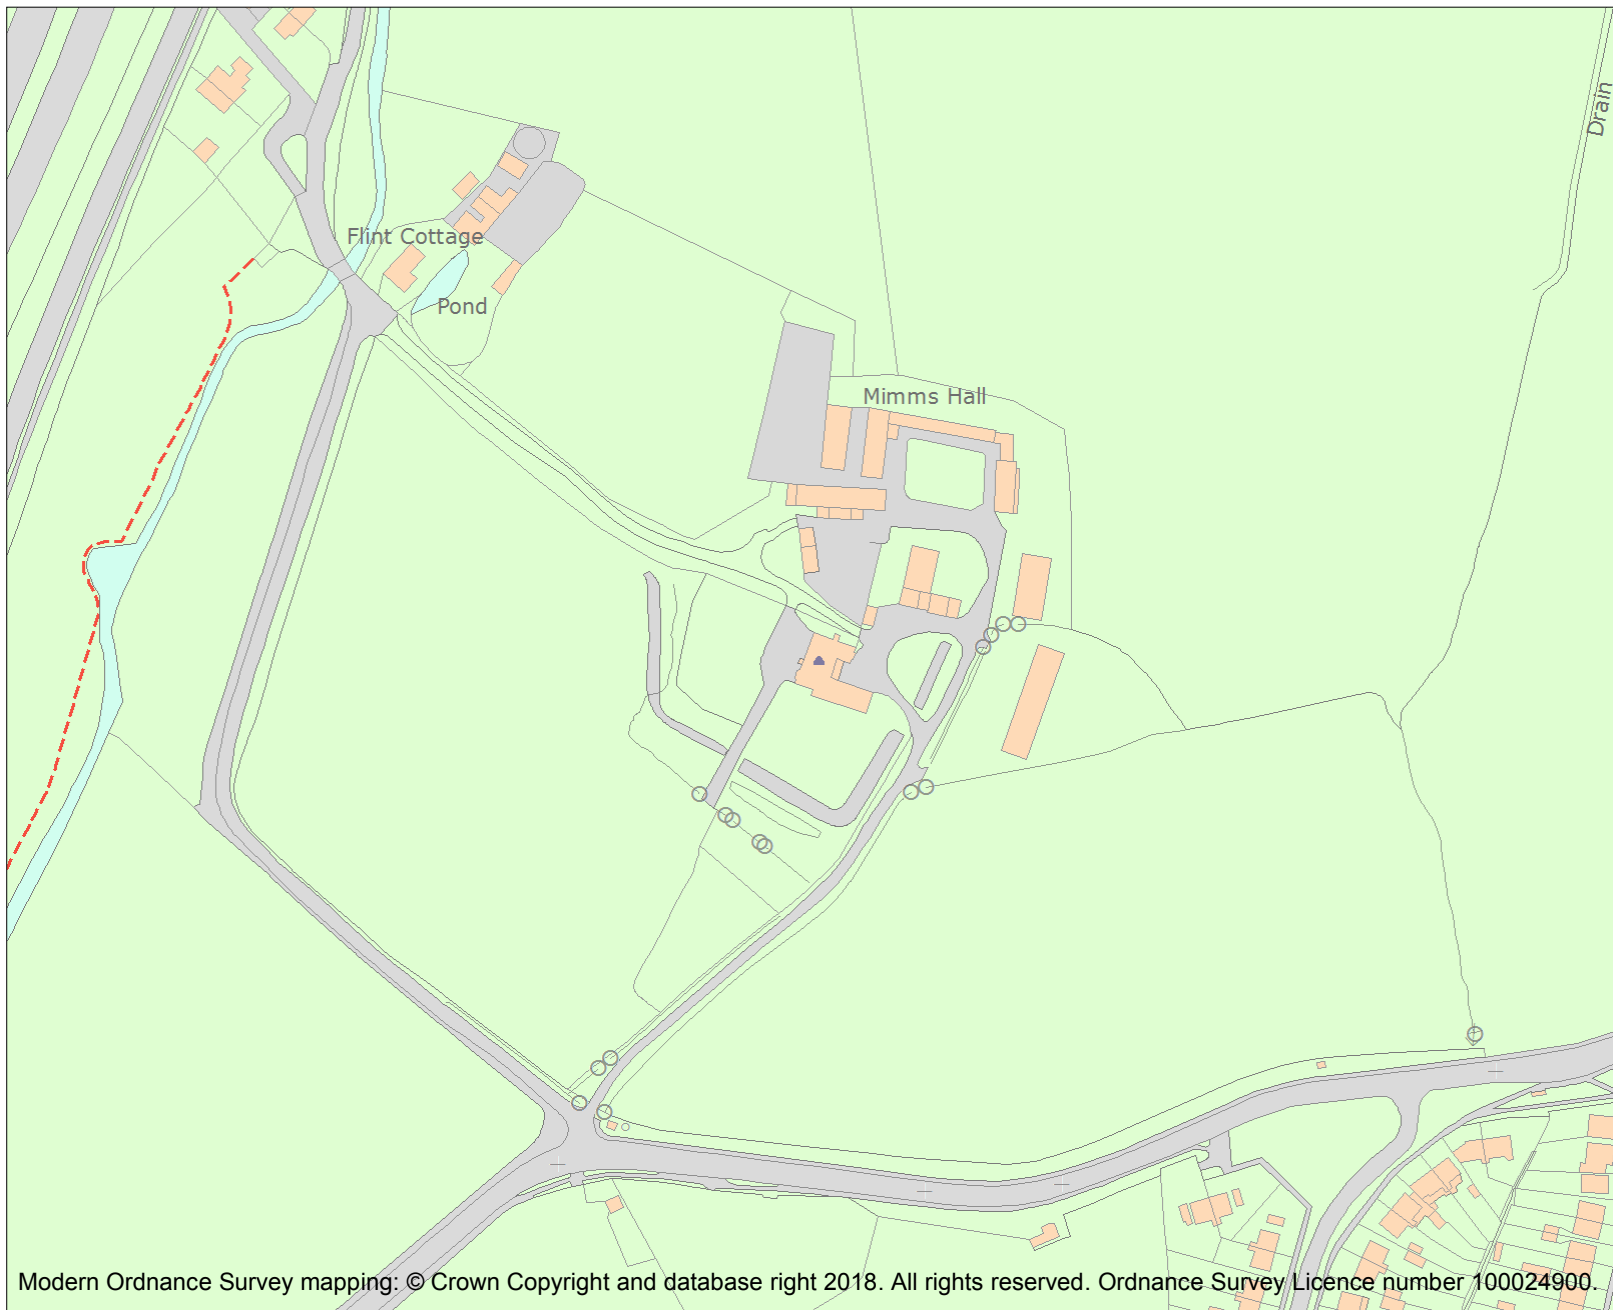 Drain
Flint Cottage
Pond
Mimms Hall
Modern Ordnance Survey mapping: © Crown Copyright and database right 2018. All rights reserved. Ordnance Survey Licence number 100024900.